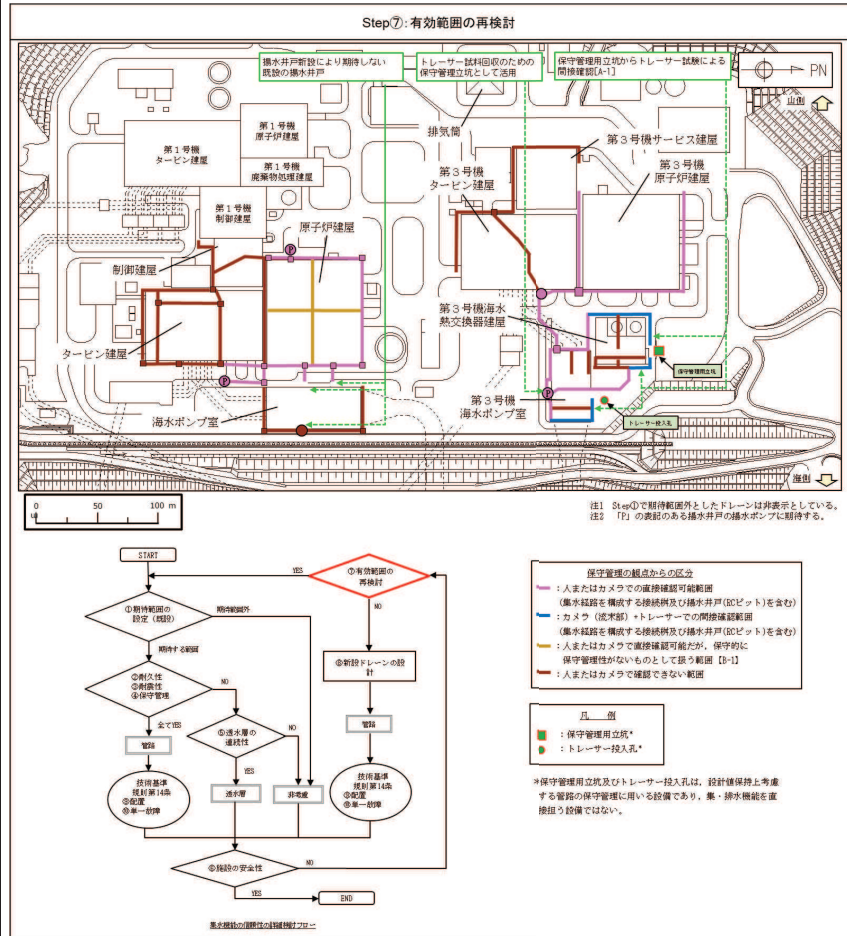 Step⑦:有効範囲の再検討
揚水井戸新設により期待しない
既設の揚水井戸
トレーサー試料回収のための
保守管理立坑として活用
保守管理用立坑からトレーサー試験による
間接確認[A-1]
PN
山側
排気筒
第1号機
タービン建屋
第1号機
原子炉建屋
第1号機
廃棄物処理建屋
第1号機
制御建屋
第3号機サービス建屋
第3号機
タービン建屋
第3号機
原子炉建屋
原子炉建屋
制御建屋
P
第3号機海水
熱交換器建屋
タービン建屋
保守管理用立坑
P
P
海水ポンプ室
第3号機
海水ポンプ室
トレーサー投入孔
海側
0 50 100 m
注1 Step①で期待範囲外としたドレーンは非表示としている。
注2 「P」の表記のある揚水井戸の揚水ポンプに期待する。
START
YES
⑦有効範囲の
再検討
①期待範囲の
設定(既設)
期待範囲外
NO
期待する範囲
⑧新設ドレーンの設
計
②耐久性
③耐震性
④保守管理
NO
全てYES
管路
⑤透水層の
連続性
NO
管路
YES
技術基準
規則第14条
⑨配置
⑩単一故障
透水層
非考慮
技術基準
規則第14条
⑨配置
⑩単一故障
⑥施設の安全性
NO
YES
END
集水機能の信頼性の詳細検討フロー
保守管理の観点からの区分
:人またはカメラでの直接確認可能範囲
(集水経路を構成する接続桝及び揚水井戸(RCピット)を含む)
:カメラ(流末部)+トレーサーでの間接確認範囲
(集水経路を構成する接続桝及び揚水井戸(RCピット)を含む)
:人またはカメラで直接確認可能だが、保守的に
保守管理性がないものとして扱う範囲【B-1】
:人またはカメラで確認できない範囲
凡 例
:保守管理用立坑*
:トレーサー投入孔*
*保守管理用立坑及びトレーサー投入孔は、設計値保持上考慮
する管路の保守管理に用いる設備であり、集・排水機能を直
接担う設備ではない。